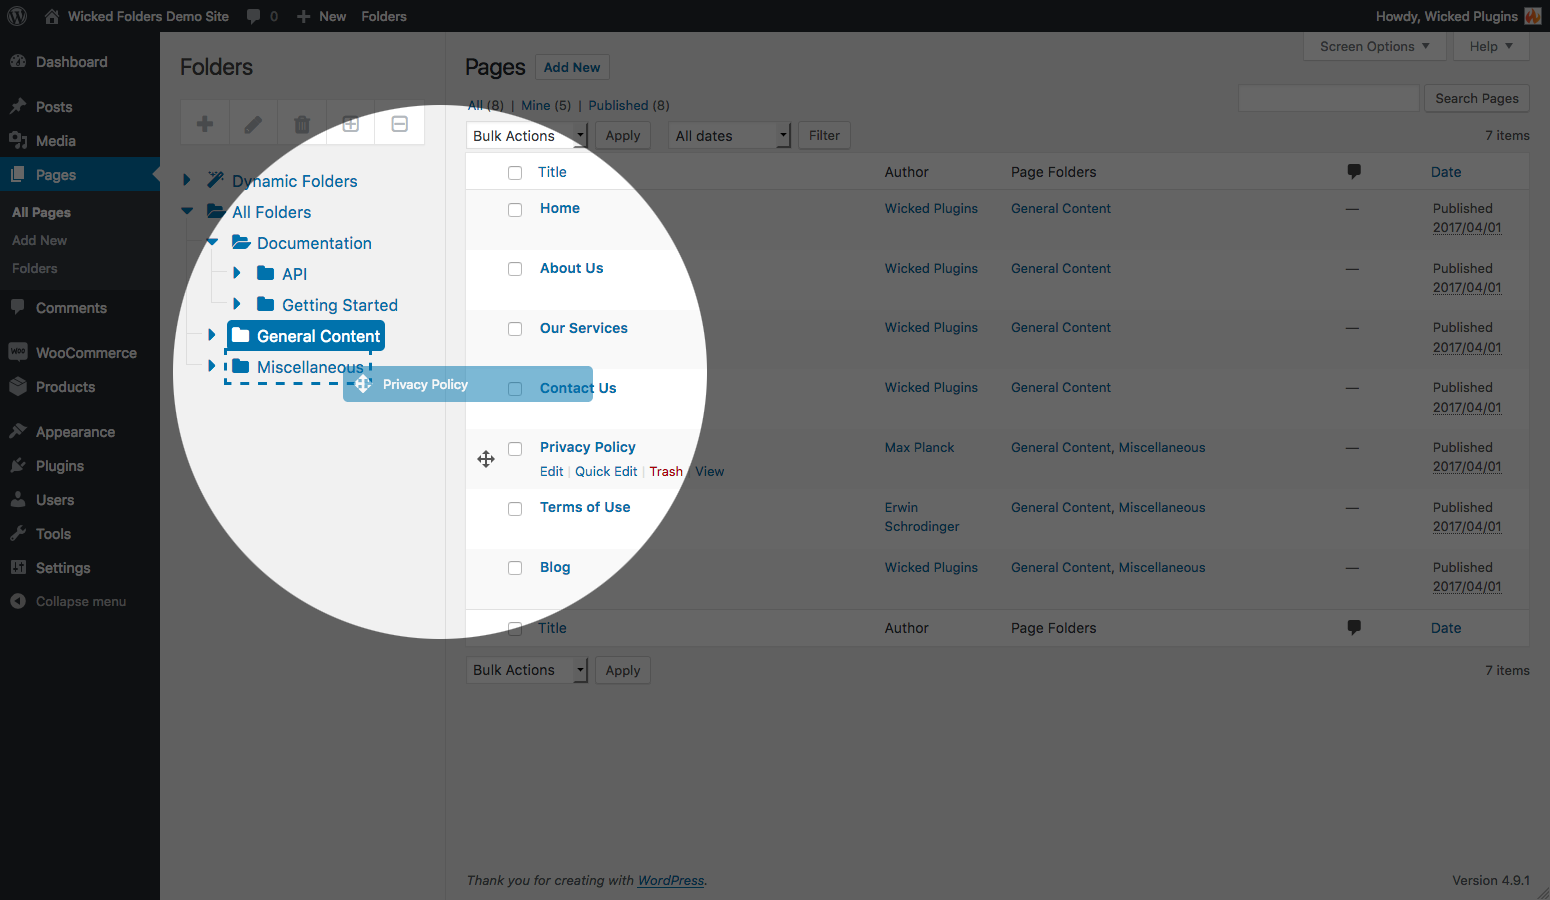 Wicked Folders Demo Site 0 New Folders Howdy, Wicked Plugins
Dashboard
Posts
Media
Pages
All Pages
Add New
Folders
Comments
WooCommerce
Products
Appearance
Plugins
Users
Tools
Settings
Collapse menu
Folders
Dynamic Folders
All Folders
Documentation
API
Getting Started
General Content
Miscellaneous
Privacy Policy
Pages Add New
Screen Options Help
All (8) | Mine (5) | Published (8)
Search Pages
Bulk Actions Apply All dates Filter 7 items
Title Author Page Folders Date
Home Wicked Plugins General Content — Published
2017/04/01
About Us Wicked Plugins General Content — Published
2017/04/01
Our Services Wicked Plugins General Content — Published
2017/04/01
Contact Us Wicked Plugins General Content — Published
2017/04/01
Privacy Policy Max Planck General Content, Miscellaneous — Published
Edit | Quick Edit | Trash | View 2017/04/01
Terms of Use Erwin General Content, Miscellaneous — Published
Schrodinger 2017/04/01
Blog Wicked Plugins General Content, Miscellaneous — Published
2017/04/01
Title Author Page Folders Date
Bulk Actions Apply 7 items
Thank you for creating with WordPress. Version 4.9.1